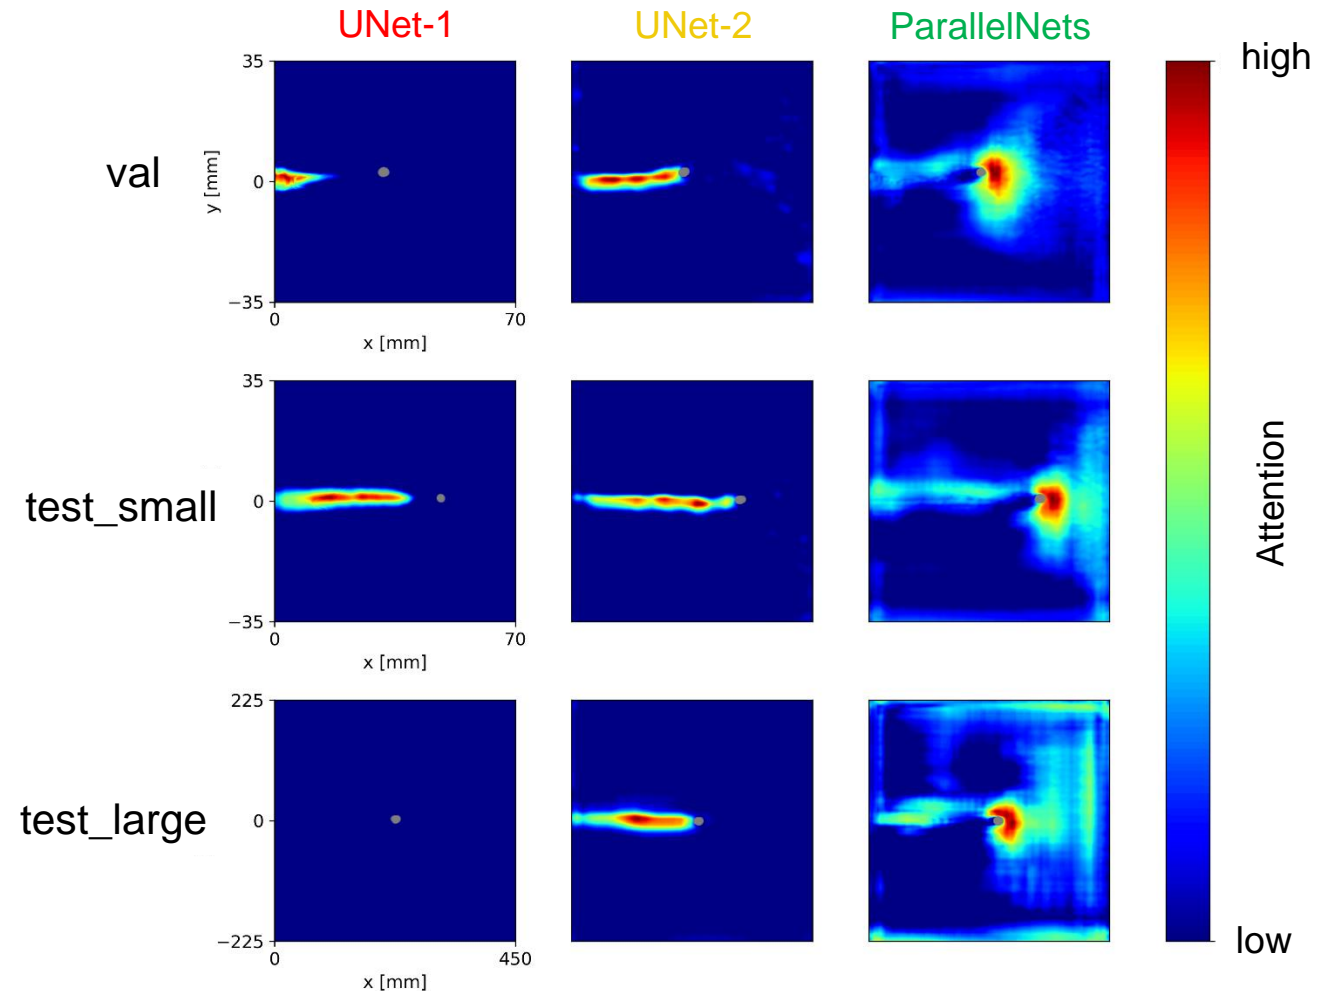 UNet-1 UNet-2 ParallelNets
high
val
35
0
−35
y [mm]
0 70
x [mm]
test_small
35
0
−35
0 70
x [mm]
Attention
test_large
225
0
−225
0 450
x [mm]
low